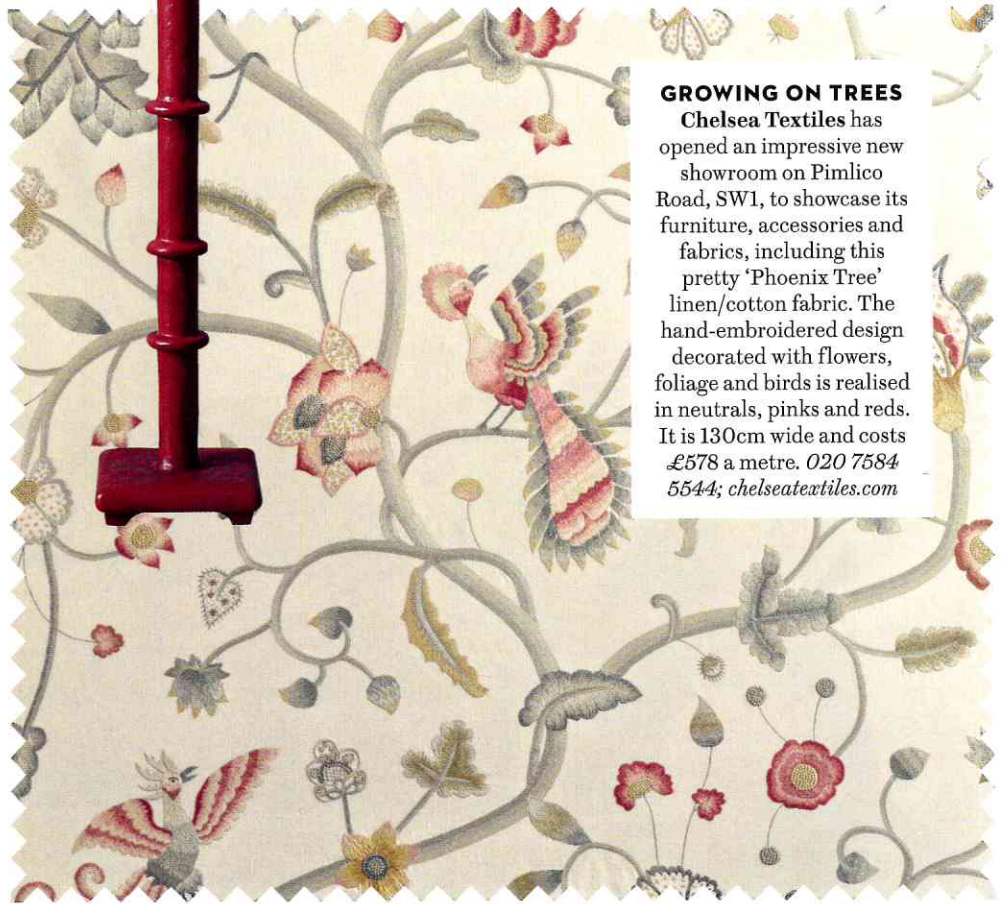 GROWING ON TREES
Chelsea Textiles has
opened an impressive new
showroom on Pimlico
Road, SW1, to showcase its
furniture, accessories and
fabrics, including this
pretty ‘Phoenix Tree’
linen/cotton fabric. The
hand-embroidered design
decorated with flowers,
foliage and birds is realised
in neutrals, pinks and reds.
It is 130cm wide and costs
£578 a metre. 020 7584
5544; chelseatextiles.com